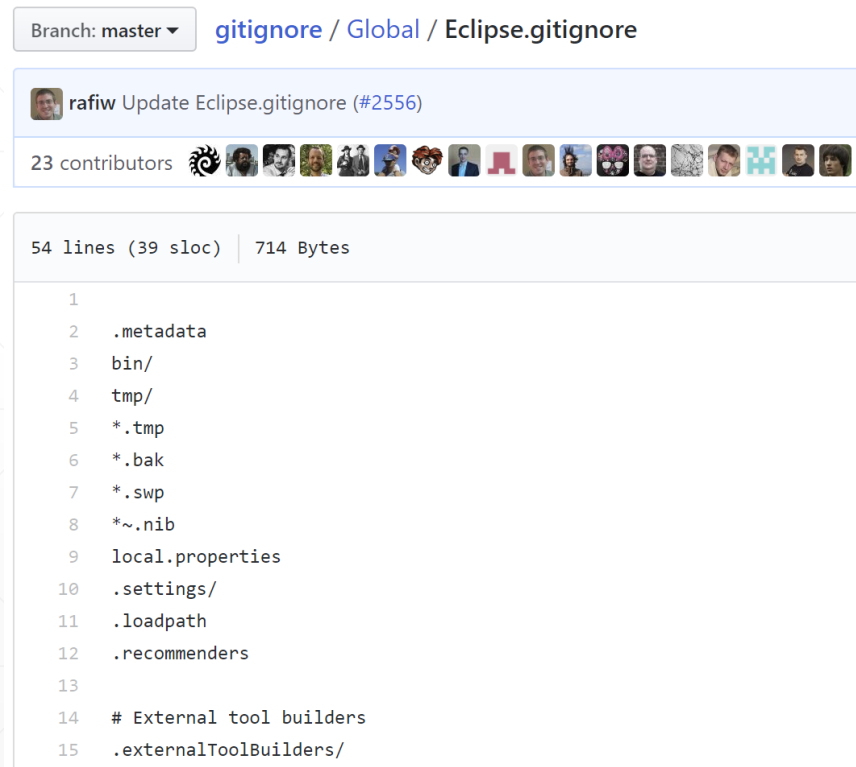 Branch: master gitignore / Global / Eclipse.gitignore
rafiw Update Eclipse.gitignore (#2556)
23 contributors
54 lines (39 sloc) 714 Bytes
1
2 .metadata
3 bin/
4 tmp/
5 *.tmp
6 *.bak
7 *.swp
8 *~.nib
9 local.properties
10 .settings/
11 .loadpath
12 .recommenders
13
14 # External tool builders
15 .externalToolBuilders/